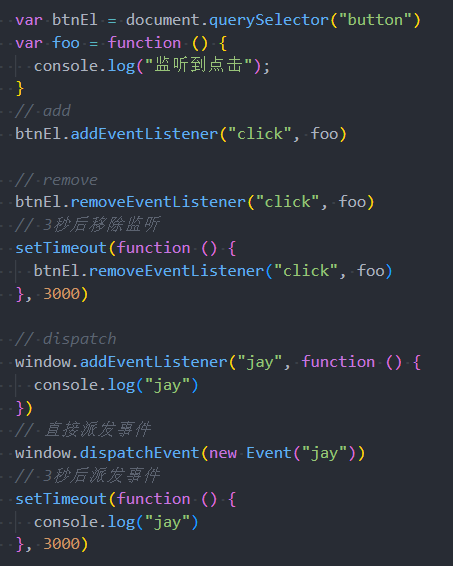 var btnEl = document.querySelector("button")
var foo = function () {
  console.log("监听到点击");
}
// add
btnEl.addEventListener("click", foo)

// remove
btnEl.removeEventListener("click", foo)
// 3秒后移除监听
setTimeout(function () {
  btnEl.removeEventListener("click", foo)
}, 3000)

// dispatch
window.addEventListener("jay", function () {
  console.log("jay")
})
// 直接派发事件
window.dispatchEvent(new Event("jay"))
// 3秒后派发事件
setTimeout(function () {
  console.log("jay")
}, 3000)